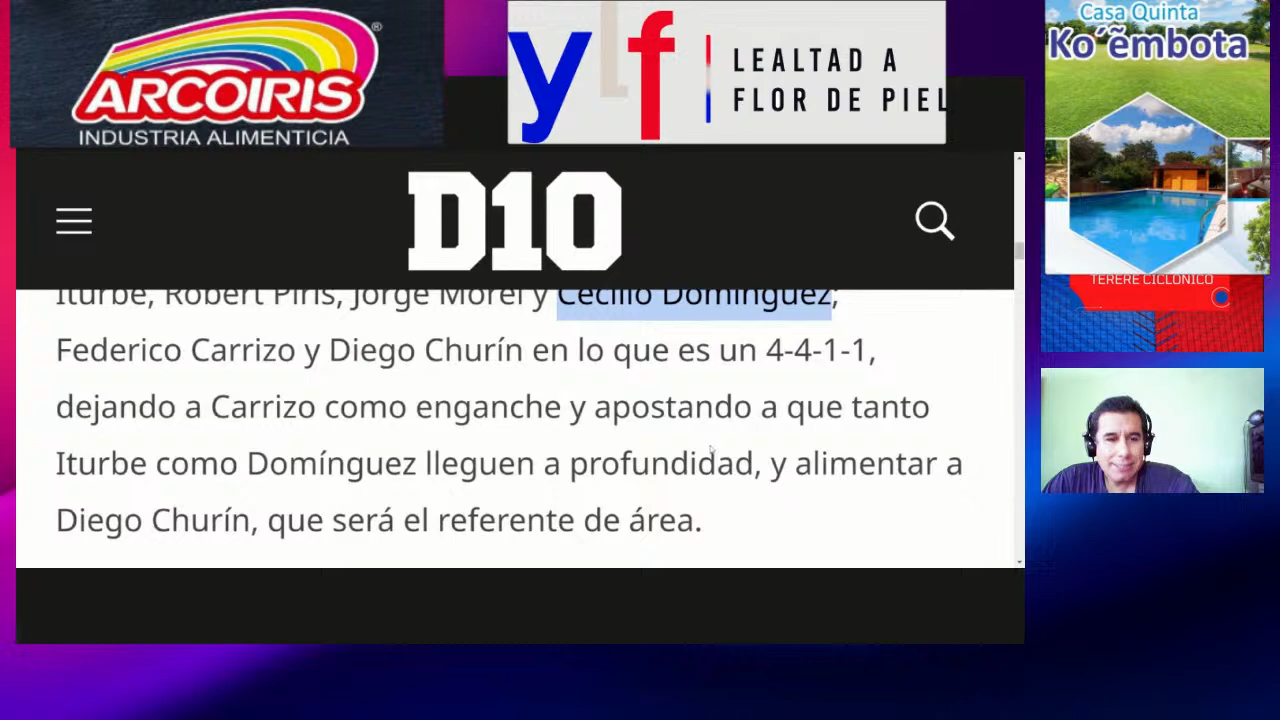 ARCOIRIS®
INDUSTRIA ALIMENTICIA
yf LEALTAD A
FLOR DE PIEL
Casa Quinta
Ko´ẽmbota
D10
TERERE CICLONICO
Iturbe, Robert Piris, Jorge Morel y Cecilio Domínguez;
Federico Carrizo y Diego Churín en lo que es un 4-4-1-1,
dejando a Carrizo como enganche y apostando a que tanto
Iturbe como Domínguez lleguen a profundidad, y alimentar a
Diego Churín, que será el referente de área.